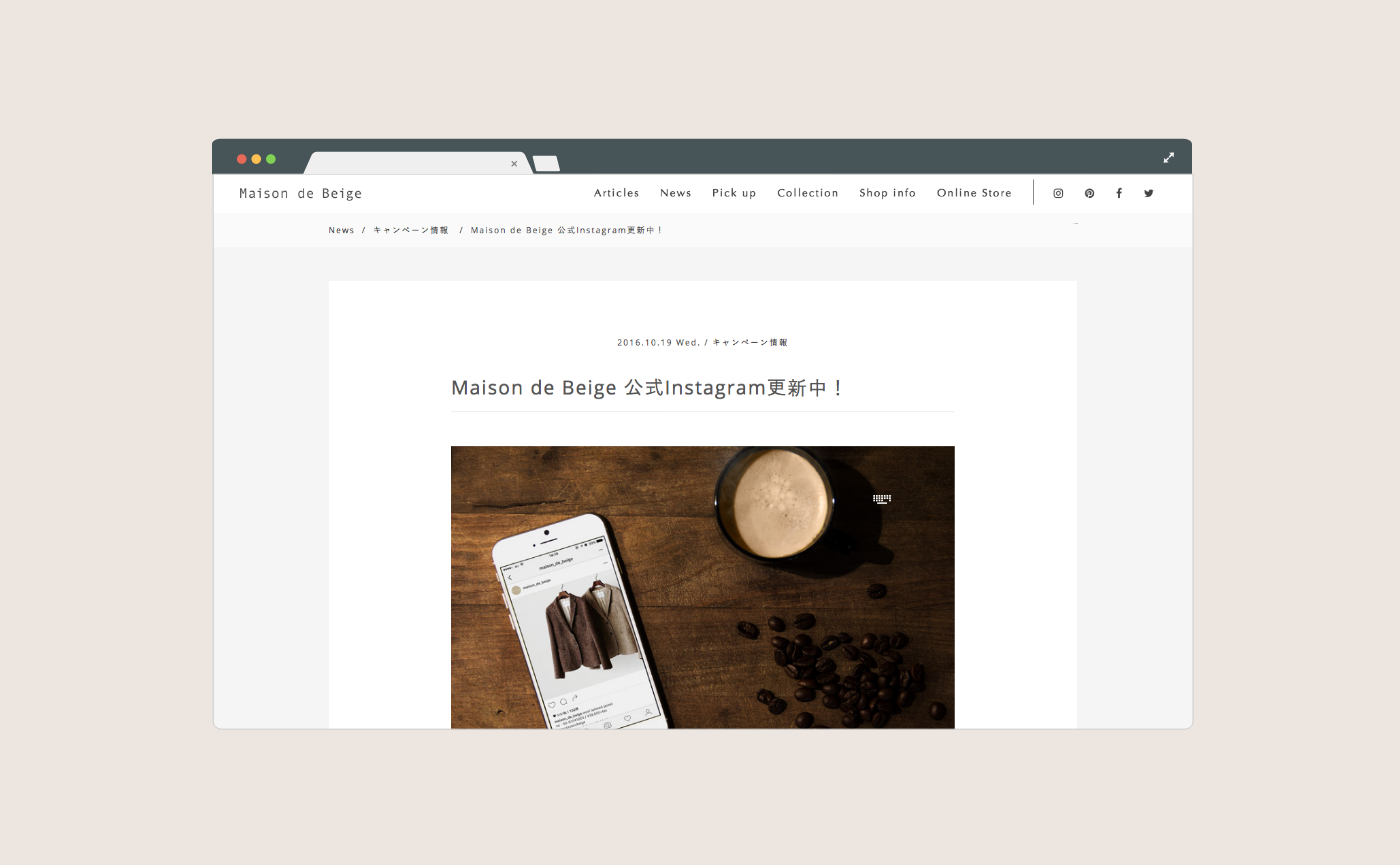 Maison de Beige
Articles News Pick up Collection Shop info Online Store
News / キャンペーン情報 / Maison de Beige 公式Instagram更新中！
2016.10.19 Wed. / キャンペーン情報
Maison de Beige 公式Instagram更新中！
maison_de_beige
maison_de_beige